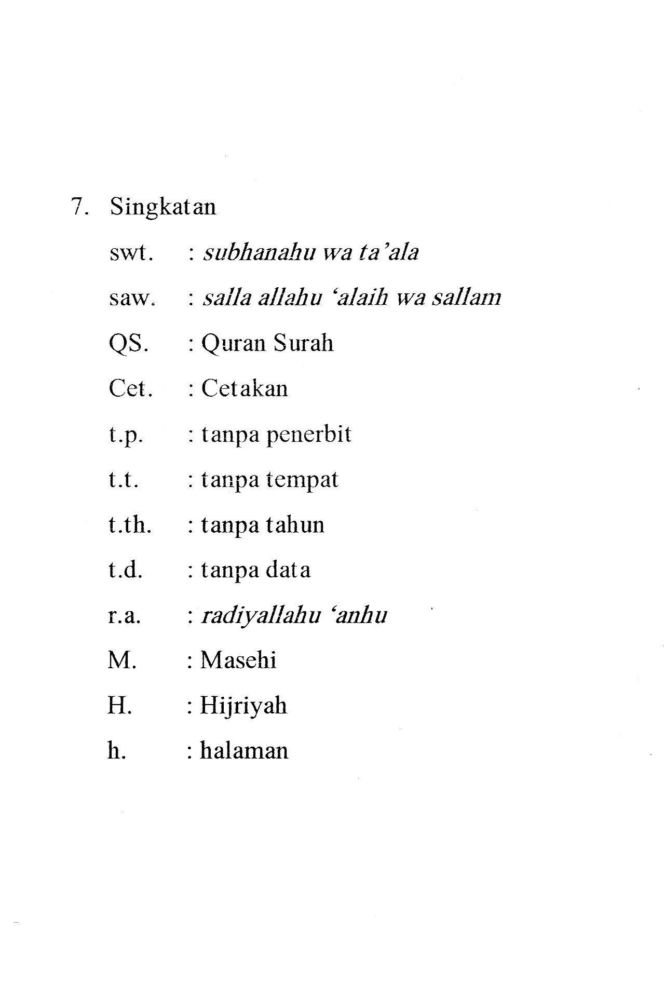 7. Singkatan
swt. : subhanahu wa ta’ala
saw. : salla allahu ‘alaih wa sallam
QS. : Quran Surah
Cet. : Cetakan
t.p. : tanpa penerbit
t.t. : tanpa tempat
t.th. : tanpa tahun
t.d. : tanpa data
r.a. : radiyallahu ‘anhu
M. : Masehi
H. : Hijriyah
h. : halaman